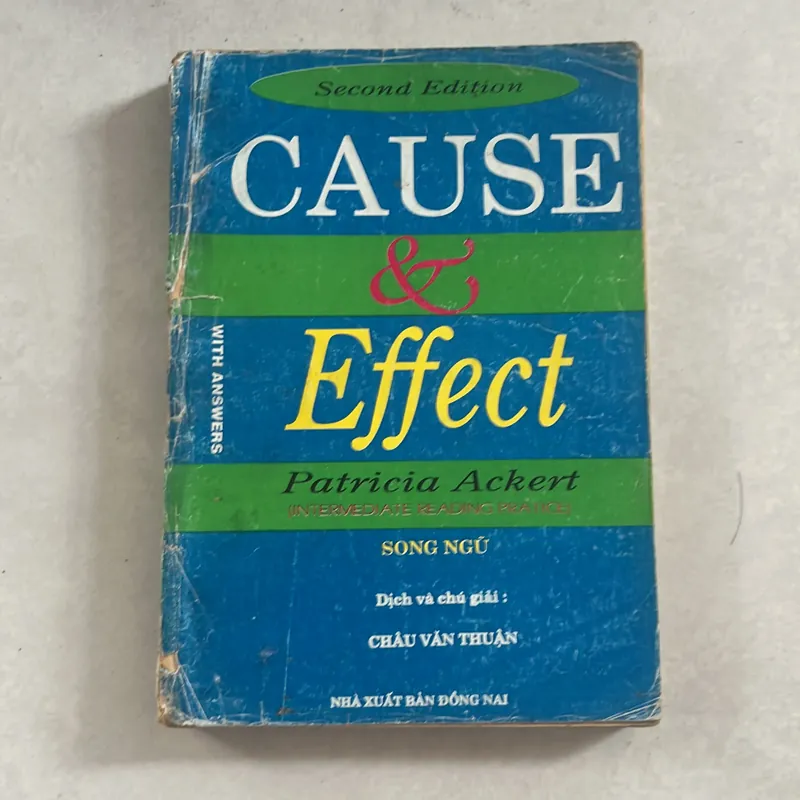 Second Edition
CAUSE
&
Effect
WITH ANSWERS
Patricia Ackert
(INTERMEDIATE READING PRATICE)
SONG NGỮ
Dịch và chú giải :
CHÂU VĂN THUẬN
NHÀ XUẤT BẢN ĐỒNG NAI